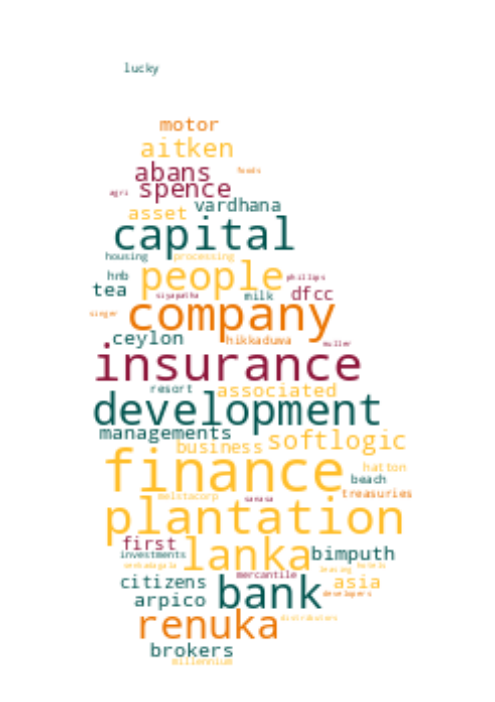 lucky
motor
aitken
abans foods
agri spence
asset vardhana
capital
housing processing
hnb people phillips
tea siyapatha milk dfcc
singer company
ceylon hikkaduwa muller
insurance
resort associated
development
managements softlogic
business
finance hatton
beach
melstacorp sanasa treasuries
plantation
first
investments lanka bimputh
leasing hotels
citizens mercantile asia
bank developers
arpico
renuka distributors
brokers
millennium